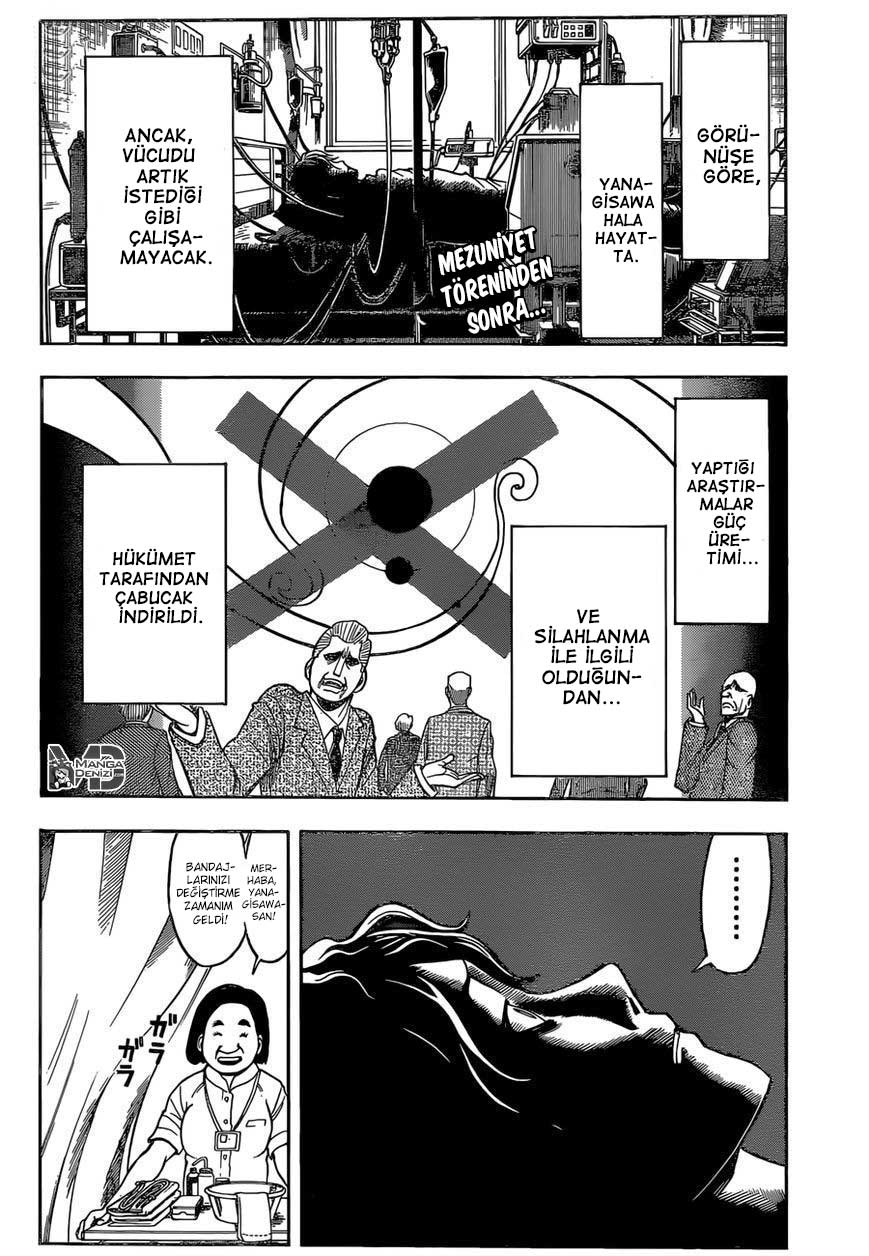 GÖRÜ-
NÜŞE
GÖRE,
YANA-
GISAWA
HALA
HAYAT-
TA.
MEZUNİYET
TÖRENİNDEN
SONRA...
ANCAK,
VÜCUDU
ARTIK
İSTEDİĞİ
GİBİ
ÇALIŞA-
MAYACAK.
YAPTIĞI
ARAŞTIR-
MALAR
GÜÇ
ÜRE-
TİMİ...
VE
SİLAHLANMA
İLE İLGİLİ
OLDUĞUN-
DAN...
HÜKÜMET
TARAFINDAN
ÇABUCAK
İNDİRİLDİ.
MANGA
DENİZİ.com
.........
MER-
HABA,
YANA-
GISAWA-
SAN!
BANDAJ-
LARINIZI
DEĞİŞTİRME
ZAMANIM
GELDİ!
ガラ
ガラ